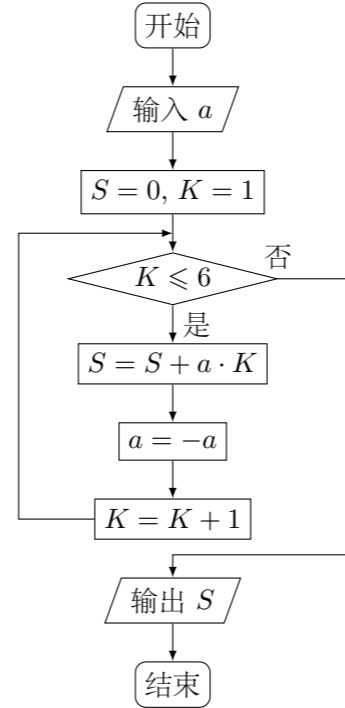 开始
输入 a
S = 0, K = 1
K ⩽ 6
否
是
S = S + a · K
a = −a
K = K + 1
输出 S
结束